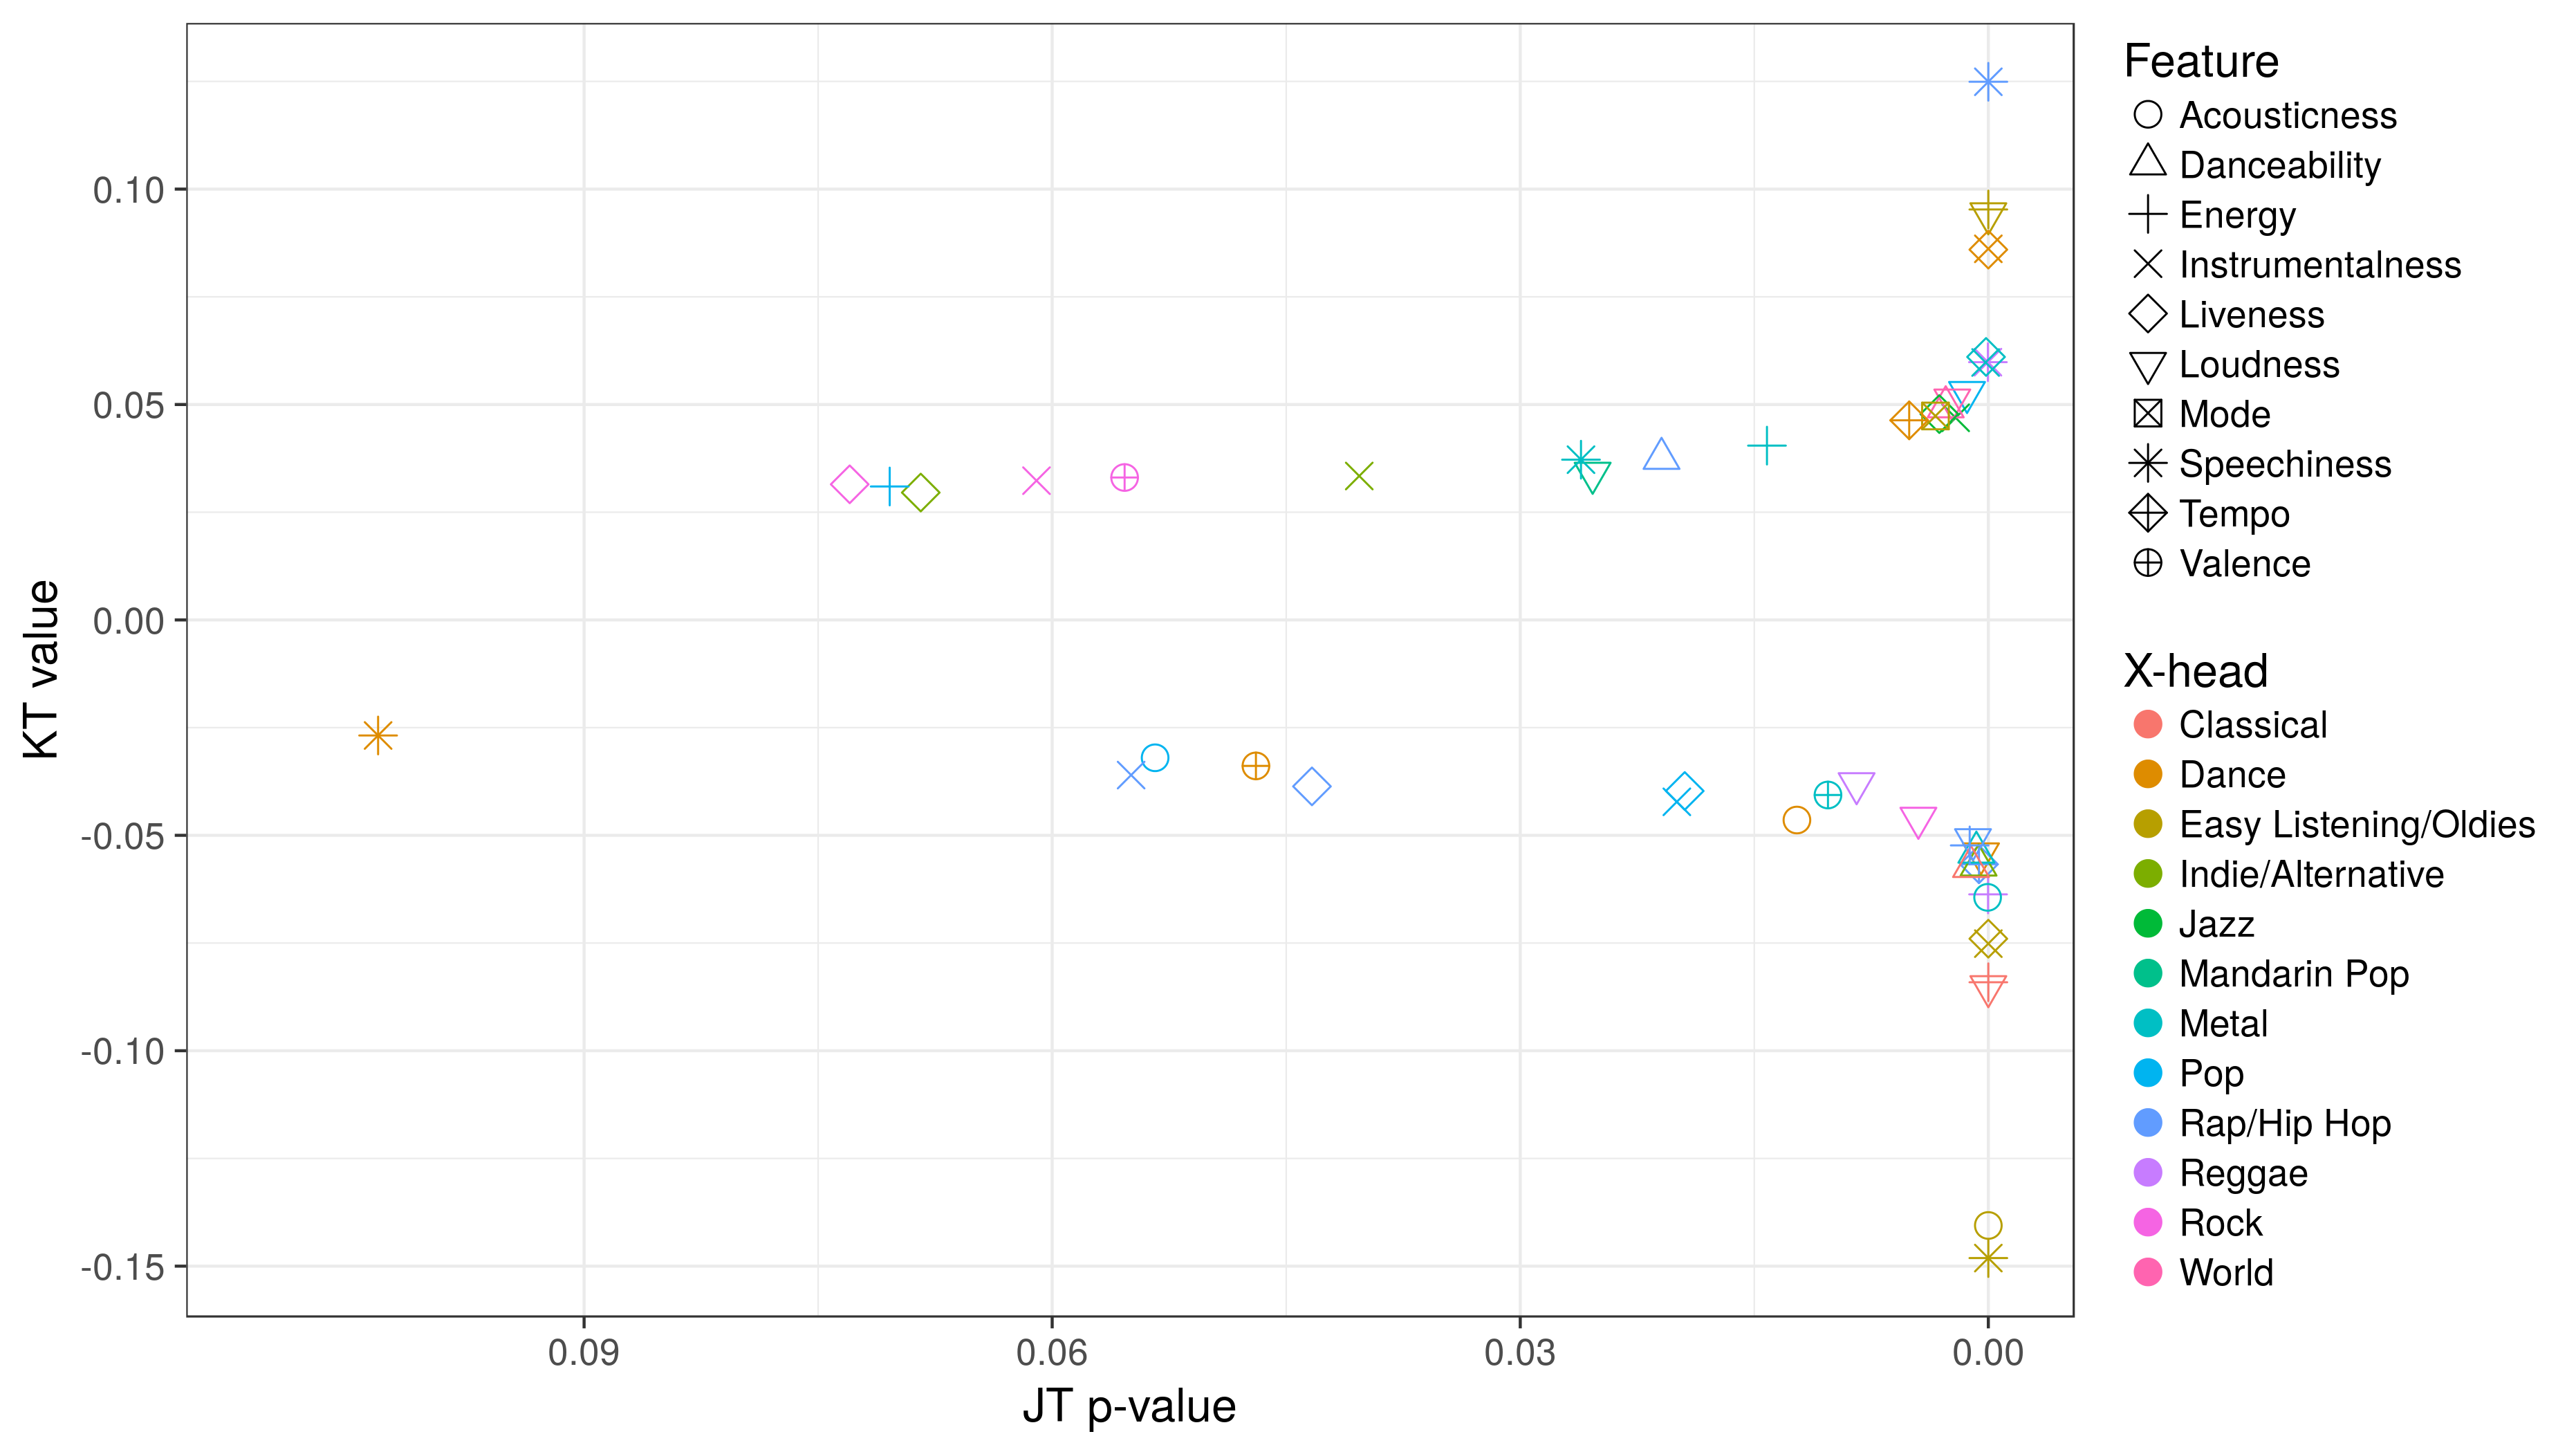 KT value
0.10
0.05
0.00
-0.05
-0.10
-0.15
0.09
0.06
0.03
0.00
JT p-value
Feature
Acousticness
Danceability
Energy
Instrumentalness
Liveness
Loudness
Mode
Speechiness
Tempo
Valence
X-head
Classical
Dance
Easy Listening/Oldies
Indie/Alternative
Jazz
Mandarin Pop
Metal
Pop
Rap/Hip Hop
Reggae
Rock
World